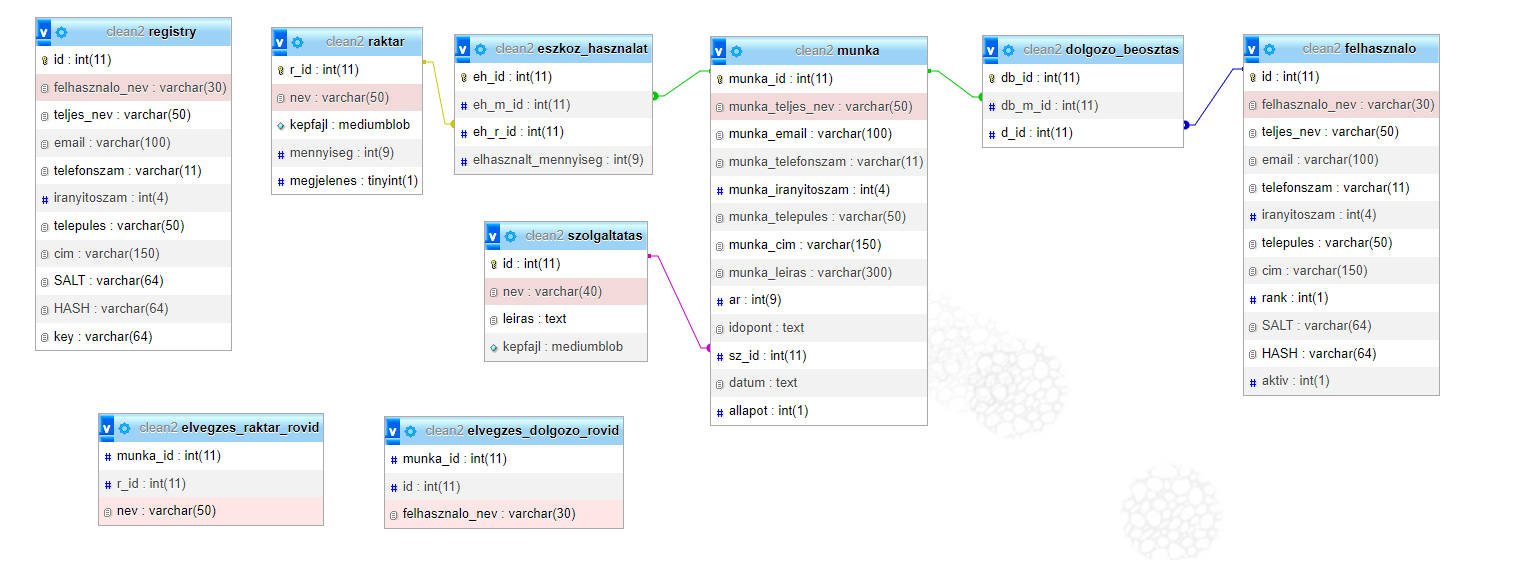 clean2 registry
id : int(11)
felhasznalo_nev : varchar(30)
teljes_nev : varchar(50)
email : varchar(100)
telefonszam : varchar(11)
iranyitoszam : int(4)
telepules : varchar(50)
cim : varchar(150)
SALT : varchar(64)
HASH : varchar(64)
key : varchar(64)
clean2 raktar
r_id : int(11)
nev : varchar(50)
kepfajl : mediumblob
mennyiseg : int(9)
megjelenes : tinyint(1)
clean2 eszkoz_hasznalat
eh_id : int(11)
eh_m_id : int(11)
eh_r_id : int(11)
elhasznalt_mennyiseg : int(9)
clean2 szolgaltatas
id : int(11)
nev : varchar(40)
leiras : text
kepfajl : mediumblob
clean2 munka
munka_id : int(11)
munka_teljes_nev : varchar(50)
munka_email : varchar(100)
munka_telefonszam : varchar(11)
munka_iranyitoszam : int(4)
munka_telepules : varchar(50)
munka_cim : varchar(150)
munka_leiras : varchar(300)
ar : int(9)
idopont : text
sz_id : int(11)
datum : text
allapot : int(1)
clean2 dolgozo_beosztas
db_id : int(11)
db_m_id : int(11)
d_id : int(11)
clean2 felhasznalo
id : int(11)
felhasznalo_nev : varchar(30)
teljes_nev : varchar(50)
email : varchar(100)
telefonszam : varchar(11)
iranyitoszam : int(4)
telepules : varchar(50)
cim : varchar(150)
rank : int(1)
SALT : varchar(64)
HASH : varchar(64)
aktiv : int(1)
clean2 elvegzes_raktar_rovid
munka_id : int(11)
r_id : int(11)
nev : varchar(50)
clean2 elvegzes_dolgozo_rovid
munka_id : int(11)
id : int(11)
felhasznalo_nev : varchar(30)